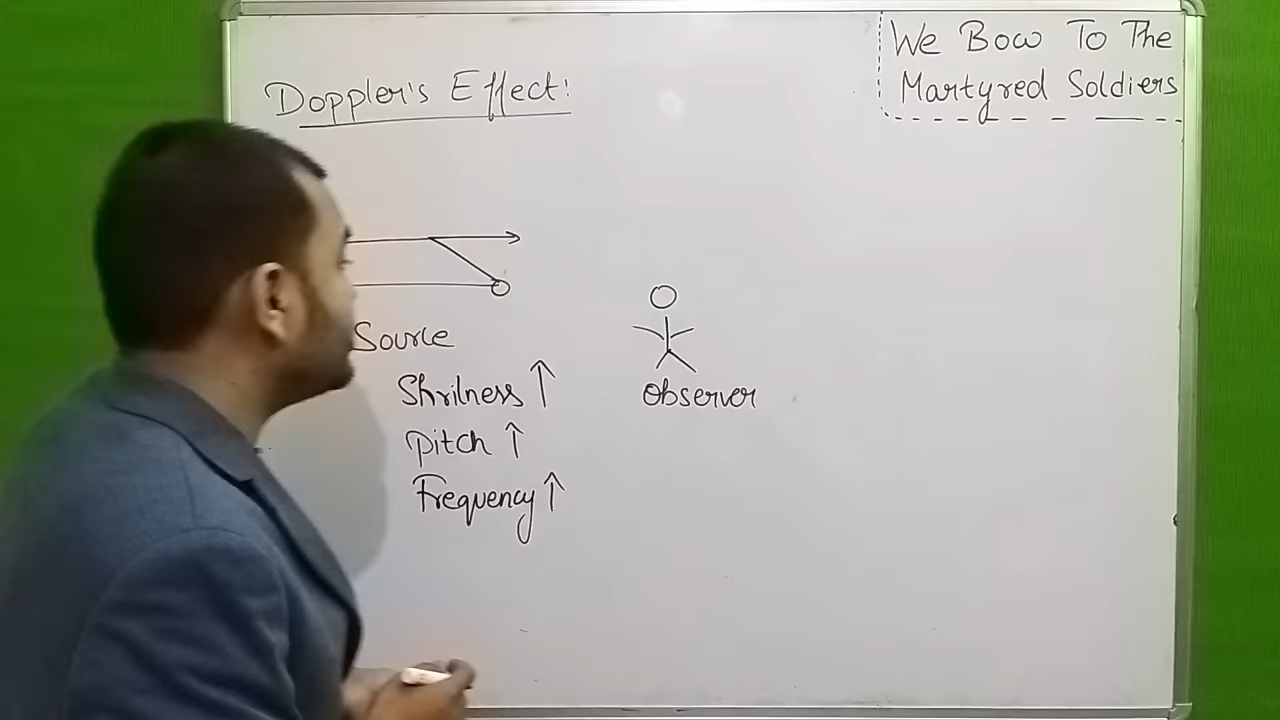 Doppler's Effect:
We Bow To The
Martyred Soldiers
Source
Shrilness ↑
Pitch ↑
Frequency ↑
Observer